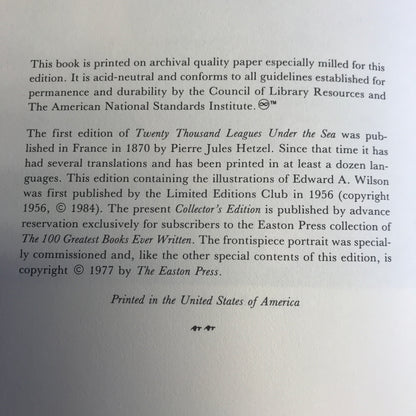 This book is printed on archival quality paper especially milled for this
edition. It is acid-neutral and conforms to all guidelines established for
permanence and durability by the Council of Library Resources and
The American National Standards Institute. ♾™
The first edition of Twenty Thousand Leagues Under the Sea was pub-
lished in France in 1870 by Pierre Jules Hetzel. Since that time it has
had several translations and has been printed in at least a dozen lan-
guages. This edition containing the illustrations of Edward A. Wilson
was first published by the Limited Editions Club in 1956 (copyright
1956, © 1984). The present Collector's Edition is published by advance
reservation exclusively for subscribers to the Easton Press collection of
The 100 Greatest Books Ever Written. The frontispiece portrait was special-
ly commissioned and, like the other special contents of this edition, is
copyright © 1977 by The Easton Press.
Printed in the United States of America